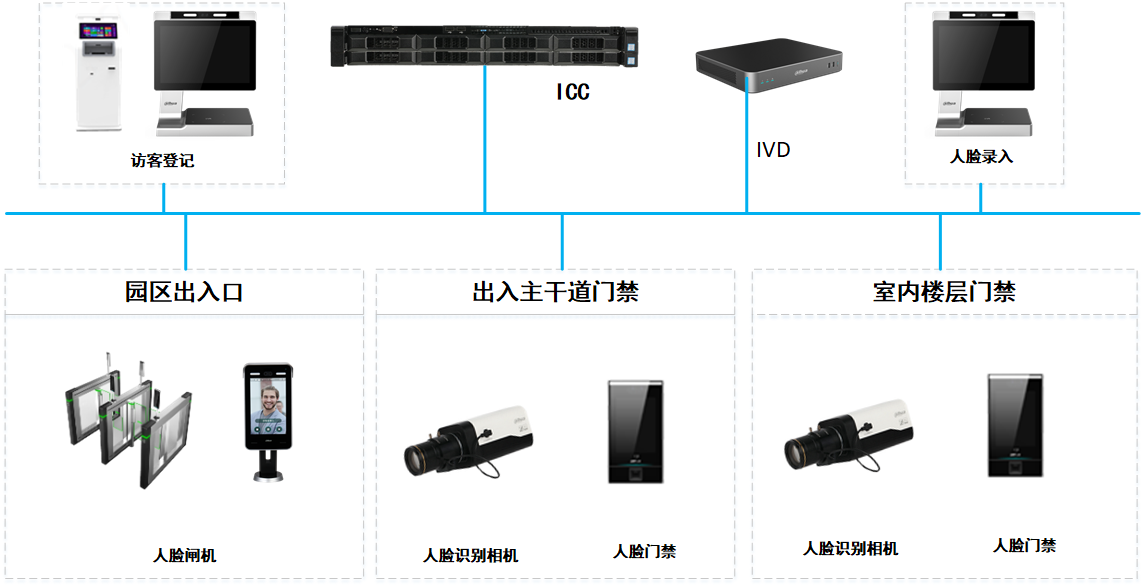 访客登记
ICC
IVD
人脸录入
园区出入口
出入主干道门禁
室内楼层门禁
人脸闸机
人脸识别相机
人脸门禁
人脸识别相机
人脸门禁